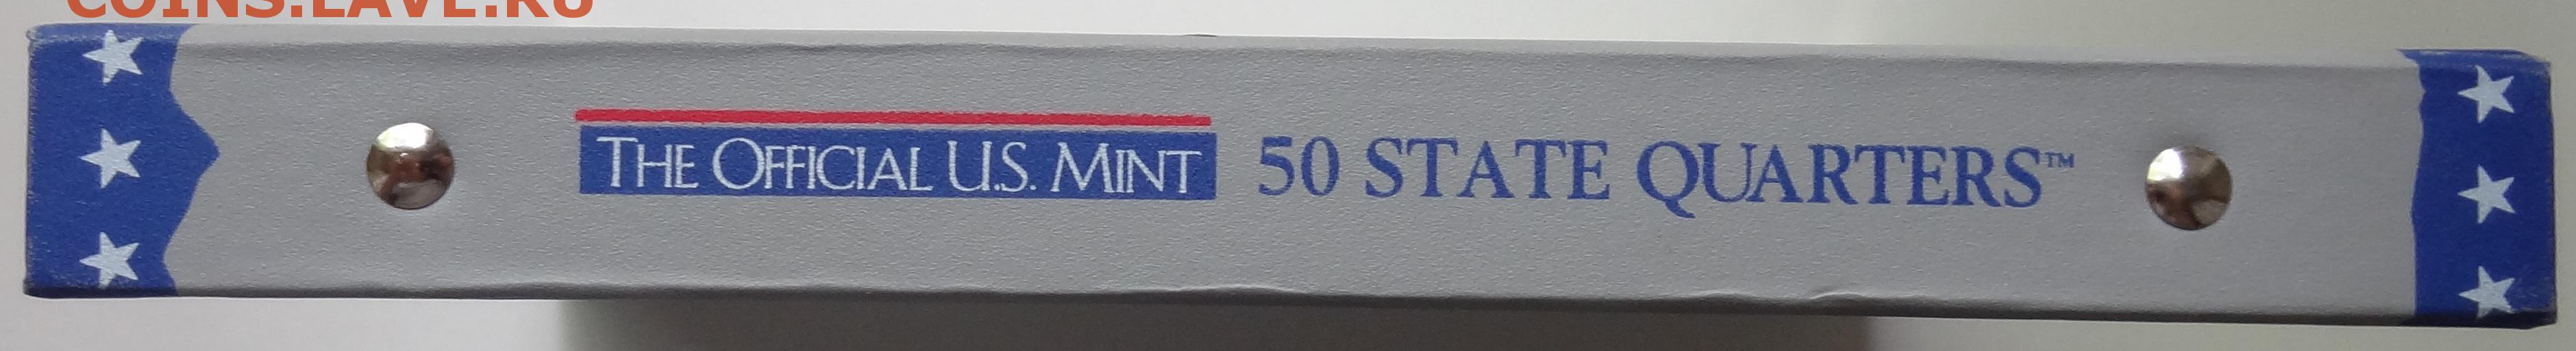 COINS.LAVE.RU
THE OFFICIAL U.S. MINT 50 STATE QUARTERS™